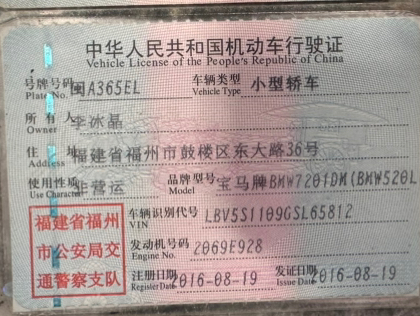 中华人民共和国机动车行驶证
Vehicle License of the People's Republic of China
号牌号码 Plate No. 闽A365EL 车辆类型 Vehicle Type 小型轿车
所有人 Owner 李冰晶
住址 Address 福建省福州市鼓楼区东大路36号
使用性质 Use Character 非营运 品牌型号 Model 宝马牌BMW7201DM(BMW520L
福建省福州市公安局交通警察支队
车辆识别代号 VIN LBV5S1109GSL65812
发动机号码 Engine No. 2069E928
注册日期 Register Date 2016-08-19 发证日期 Issue Date 2016-08-19